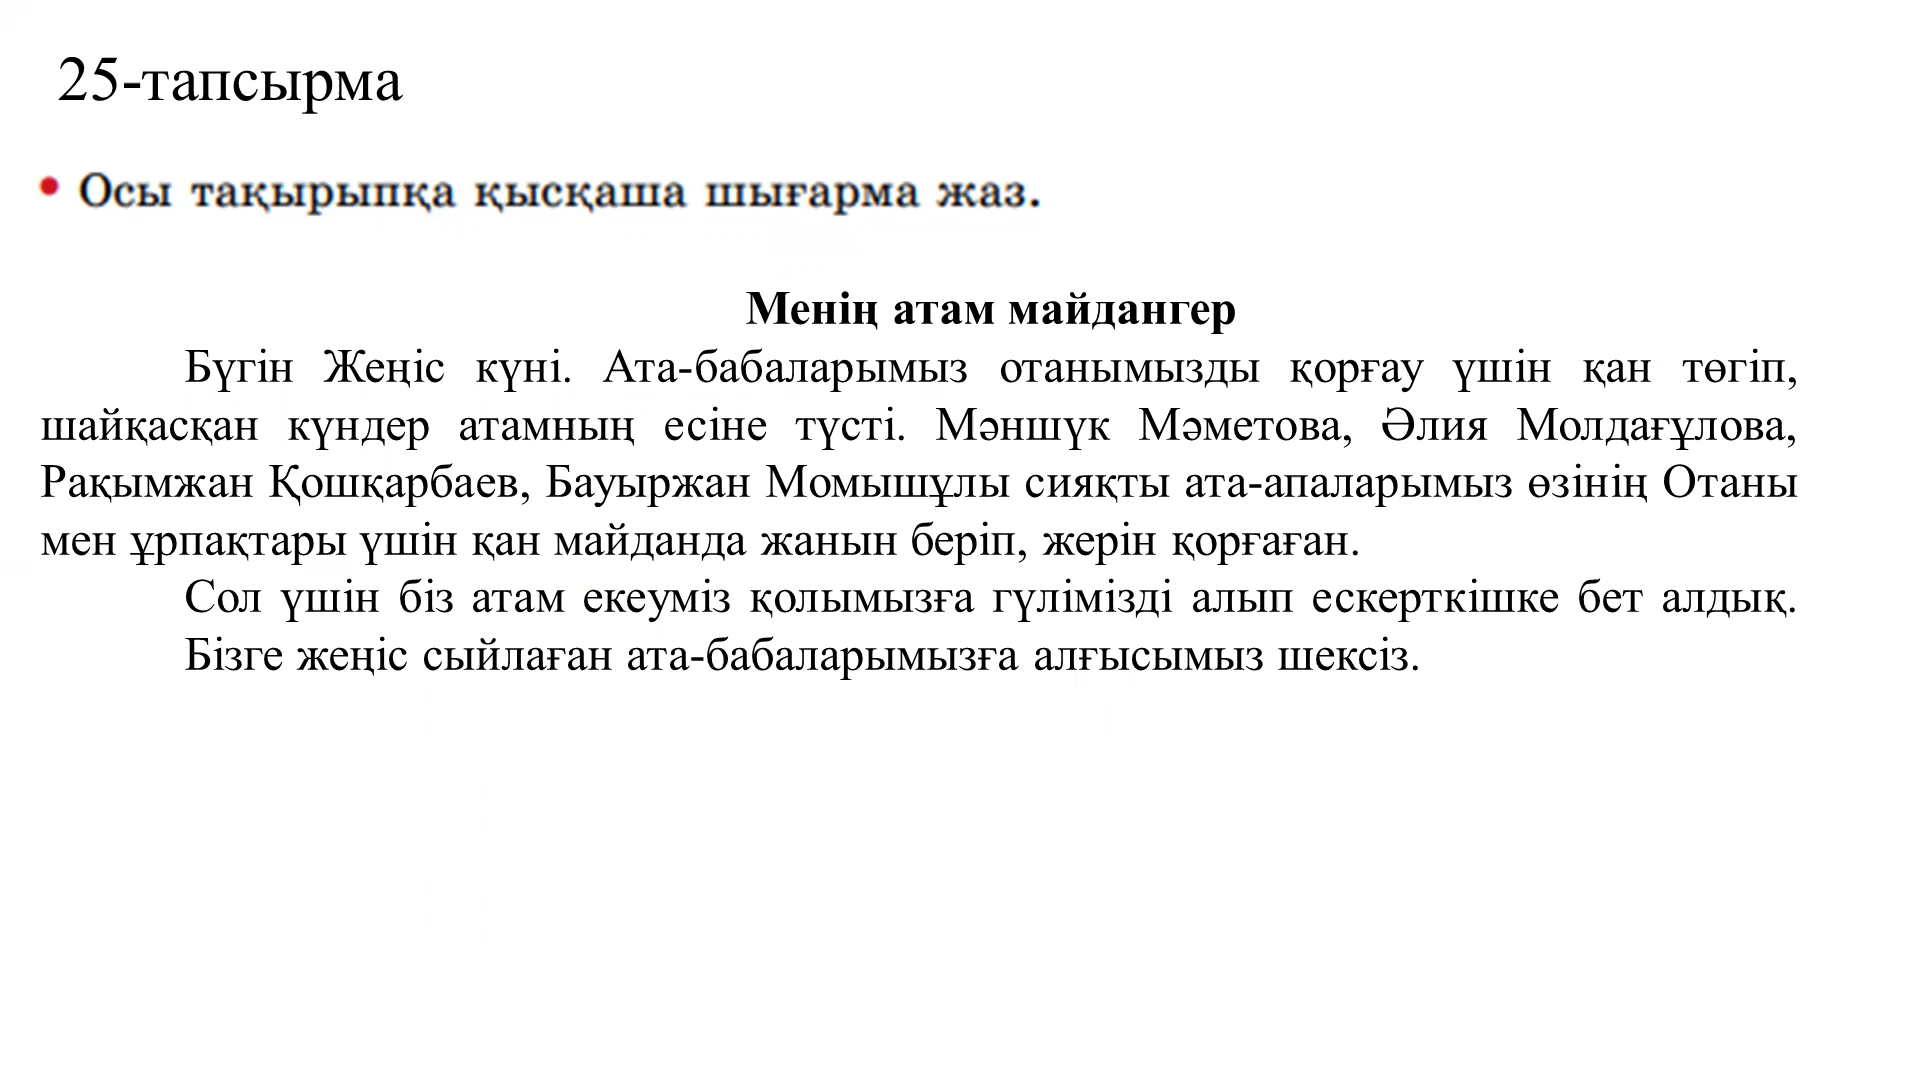 25-тапсырма
• Осы тақырыпқа қысқаша шығарма жаз.
Менің атам майдангер
Бүгін Жеңіс күні. Ата-бабаларымыз отанымызды қорғау үшін қан төгіп,
шайқасқан күндер атамның есіне түсті. Мәншүк Мәметова, Әлия Молдағұлова,
Рақымжан Қошқарбаев, Бауыржан Момышұлы сияқты ата-апаларымыз өзінің Отаны
мен ұрпақтары үшін қан майданда жанын беріп, жерін қорғаған.
Сол үшін біз атам екеуміз қолымызға гүлімізді алып ескерткішке бет алдық.
Бізге жеңіс сыйлаған ата-бабаларымызға алғысымыз шексіз.